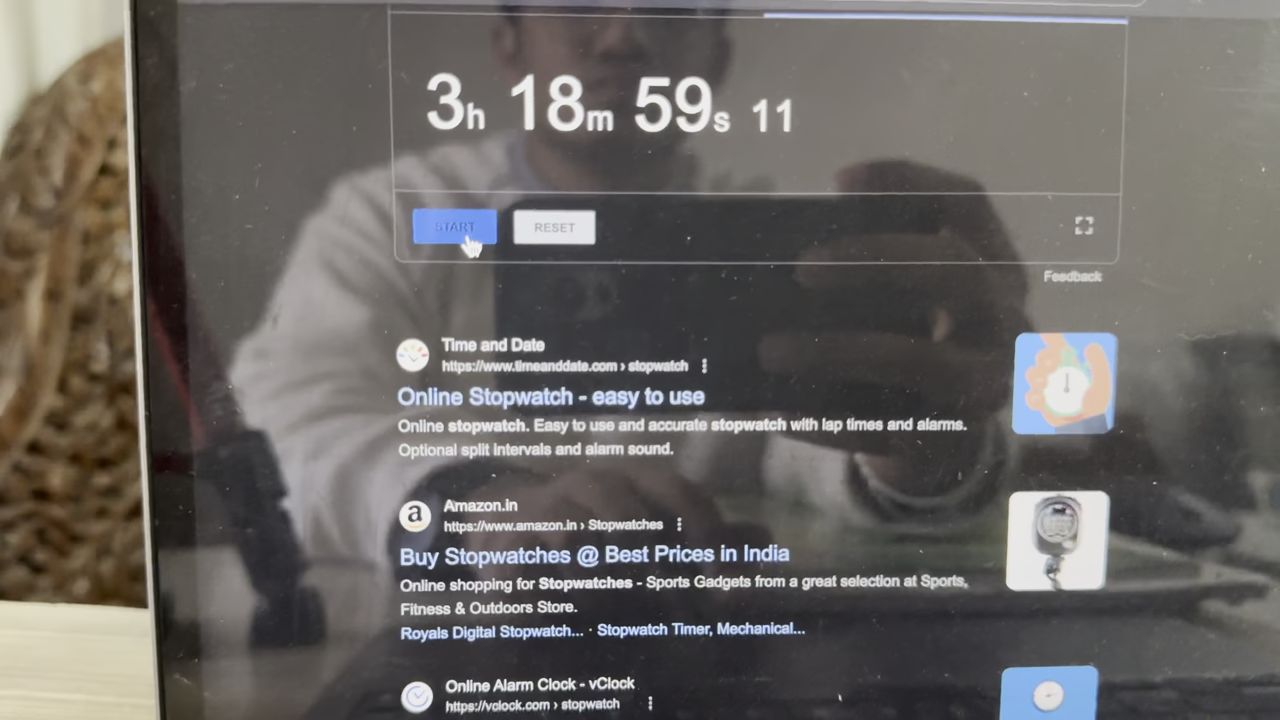 3h 18m 59s 11
START RESET
Feedback
Time and Date
https://www.timeanddate.com › stopwatch
Online Stopwatch - easy to use
Online stopwatch. Easy to use and accurate stopwatch with lap times and alarms.
Optional split intervals and alarm sound.
a
Amazon.in
https://www.amazon.in › Stopwatches
Buy Stopwatches @ Best Prices in India
Online shopping for Stopwatches - Sports Gadgets from a great selection at Sports,
Fitness & Outdoors Store.
Royals Digital Stopwatch... · Stopwatch Timer, Mechanical...
Online Alarm Clock - vClock
https://vclock.com › stopwatch